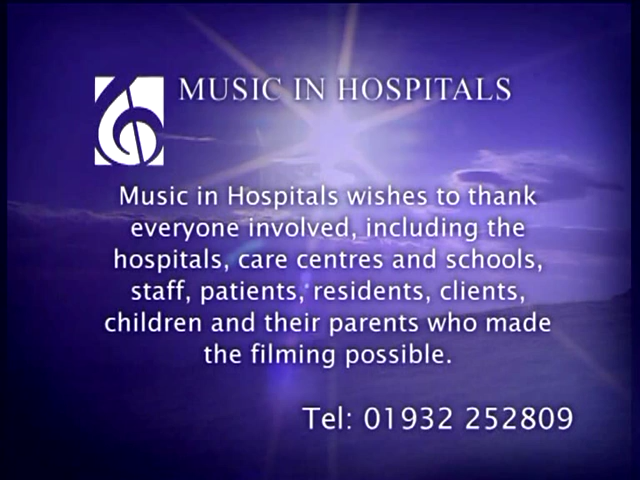 MUSIC IN HOSPITALS
Music in Hospitals wishes to thank
everyone involved, including the
hospitals, care centres and schools,
staff, patients, residents, clients,
children and their parents who made
the filming possible.
Tel: 01932 252809